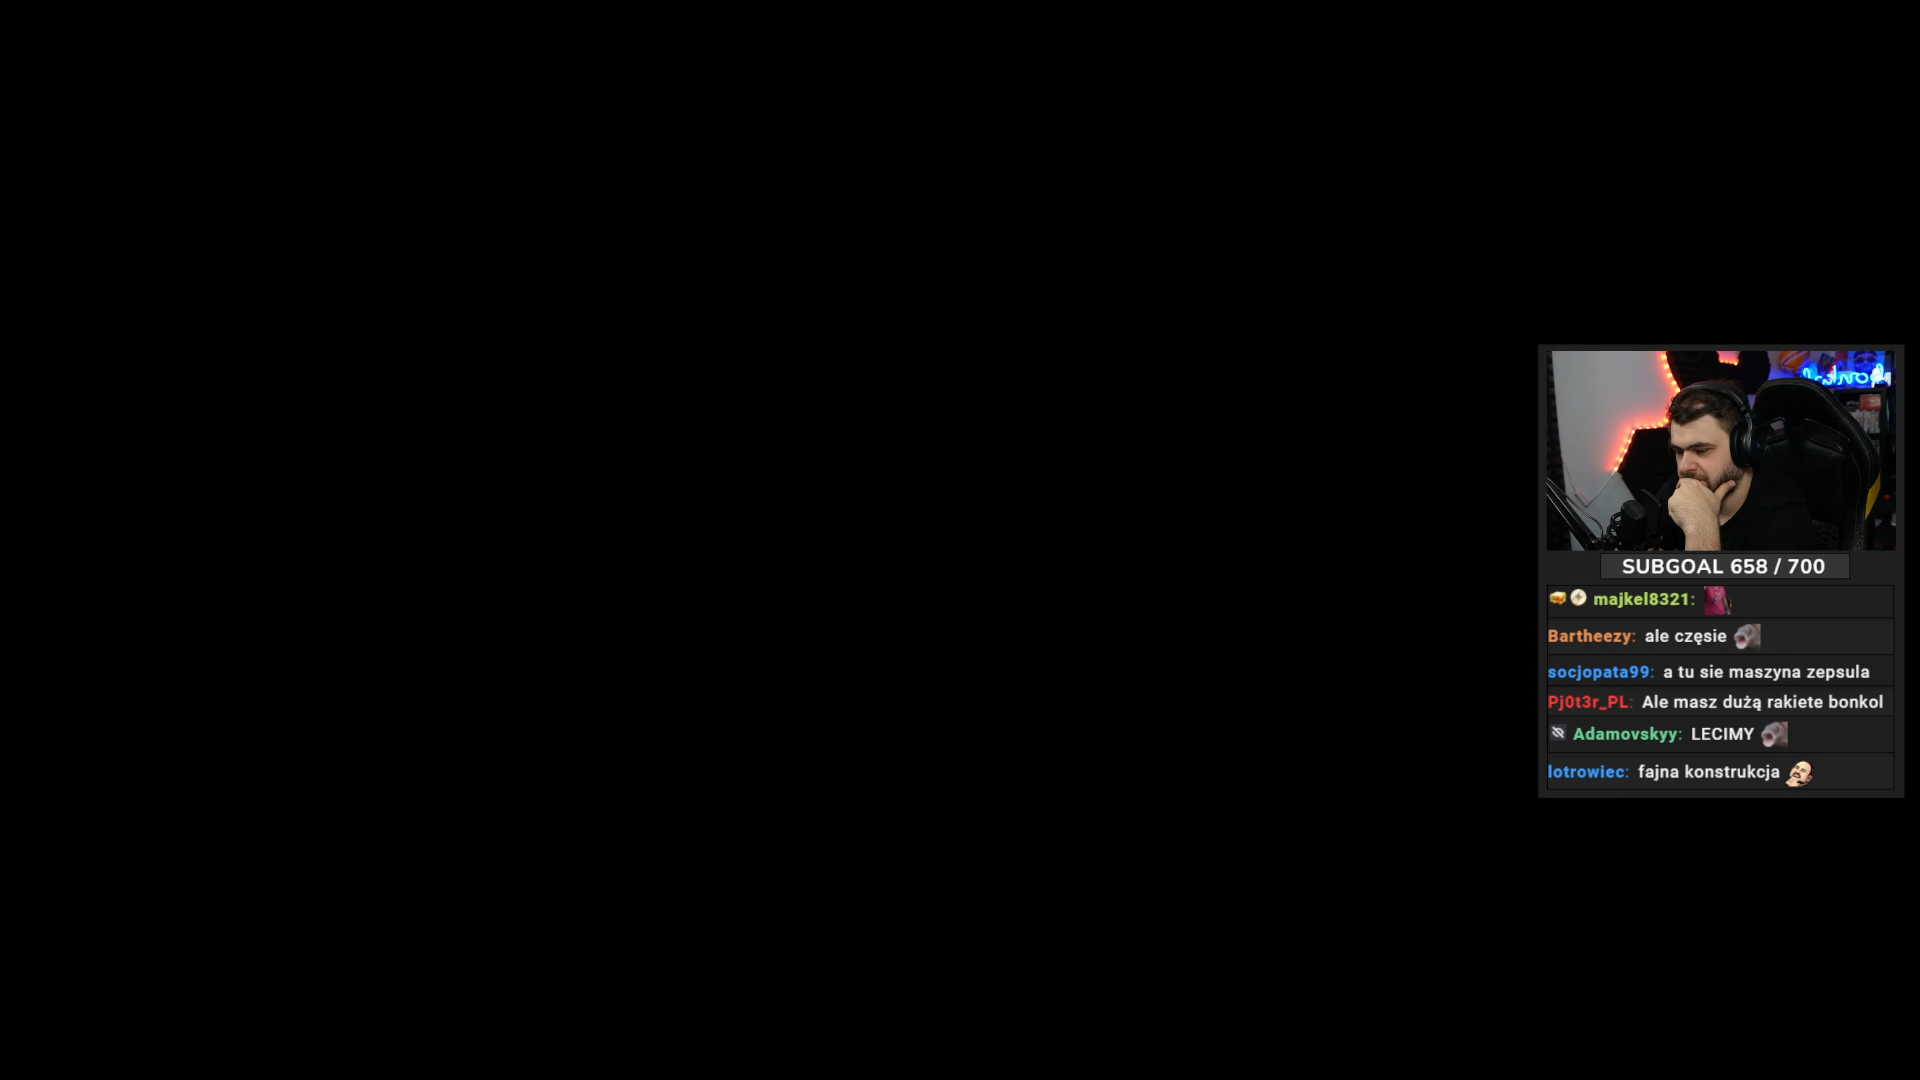 SUBGOAL 658 / 700
majkel8321:
Bartheezy: ale częsie
socjopata99: a tu sie maszyna zepsula
Pj0t3r_PL: Ale masz dużą rakiete bonkol
Adamovskyy: LECIMY
lotrowiec: fajna konstrukcja